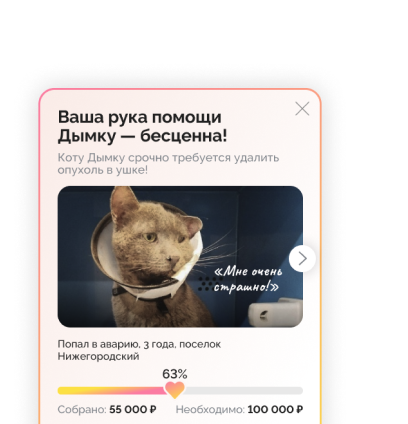 Ваша рука помощи
Дымку — бесценна!
Коту Дымку срочно требуется удалить
опухоль в ушке!
«Мне очень
страшно!»
Попал в аварию, 3 года, поселок
Нижегородский
63%
Собрано: 55 000 ₽ Необходимо: 100 000 ₽